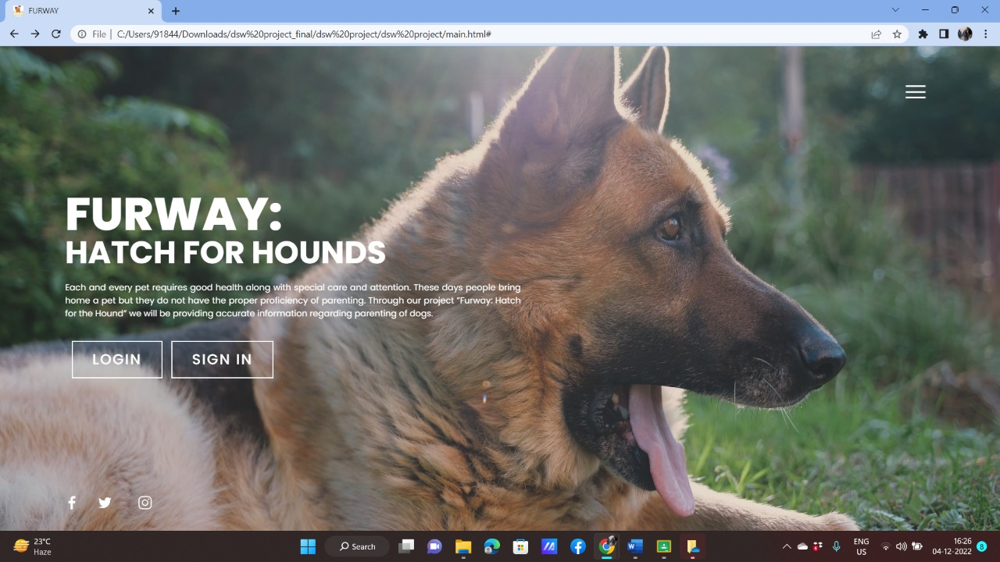 FURWAY
File
C:/Users/91844/Downloads/dsw%20project_final/dsw%20project/dsw%20project/main.html#
FURWAY:
HATCH FOR HOUNDS
Each and every pet requires good health along with special care and attention. These days people bring
home a pet but they do not have the proper proficiency of parenting. Through our project "Furway: Hatch
for the Hound" we will be providing accurate information regarding parenting of dogs.
LOGIN
SIGN IN
23°C
Haze
Search
ENG
US
16:26
04-12-2022
8